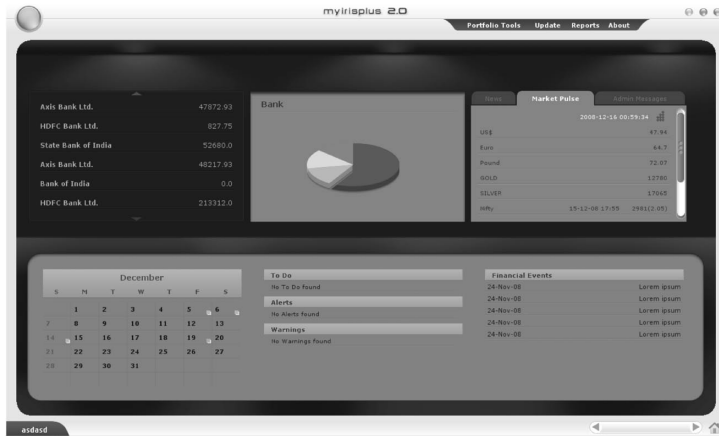 myirisplus 2.0
Portfolio Tools Update Reports About
Axis Bank Ltd. 47872.93
HDFC Bank Ltd. 827.75
State Bank of India 52680.0
Axis Bank Ltd. 48217.93
Bank of India 0.0
HDFC Bank Ltd. 213312.0
Bank
News Market Pulse Admin Messages
2008-12-16 00:59:34
US$ 47.94
Euro 64.7
Pound 72.07
GOLD 12780
SILVER 17065
Nifty 15-12-08 17:55 2981(2.05)
December
S M T W T F S
1 2 3 4 5 6
7 8 9 10 11 12 13
14 15 16 17 18 19 20
21 22 23 24 25 26 27
28 29 30 31
To Do
No To Do found
Alerts
No Alerts found
Warnings
No Warnings found
Financial Events
24-Nov-08 Lorem ipsum
24-Nov-08 Lorem ipsum
24-Nov-08 Lorem ipsum
24-Nov-08 Lorem ipsum
24-Nov-08 Lorem ipsum
asdasd